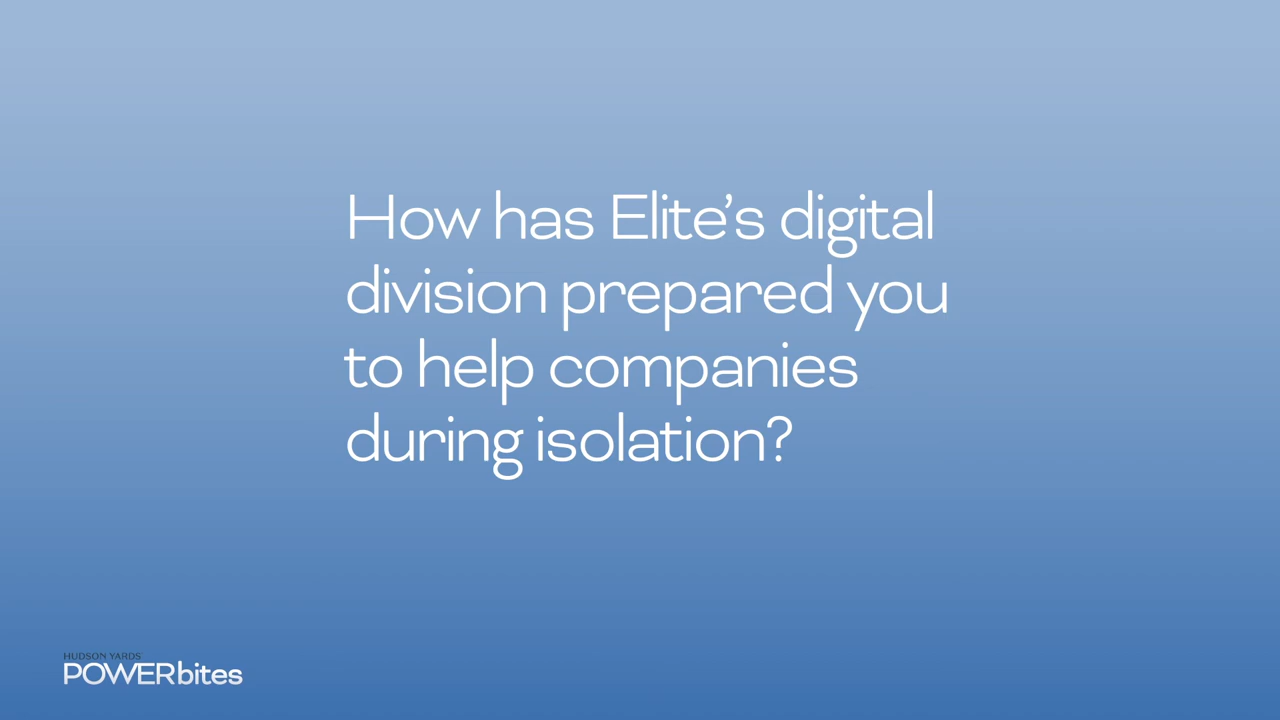 How has Elite’s digital
division prepared you
to help companies
during isolation?
HUDSON YARDS
POWERbites